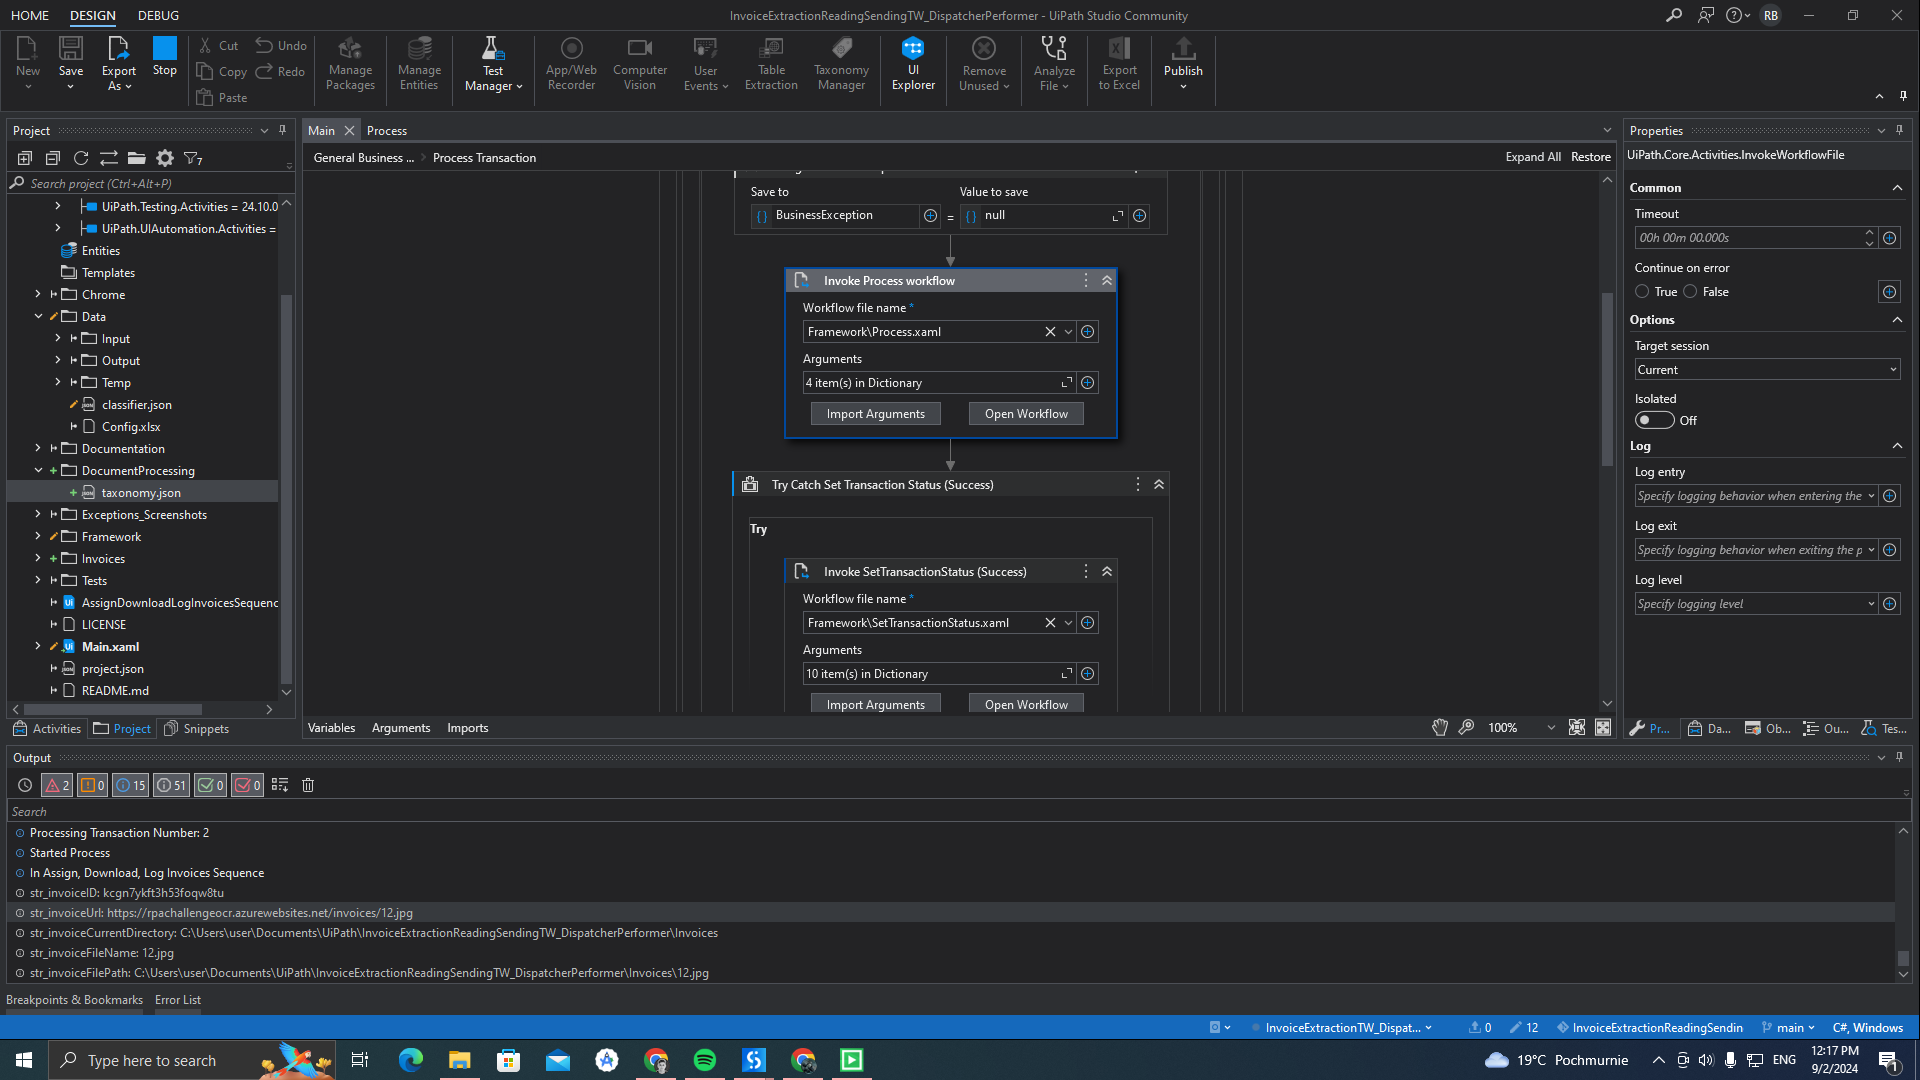 HOME DESIGN DEBUG
InvoiceExtractionReadingSendingTW_DispatcherPerformer - UiPath Studio Community
RB
New
Save
Export As
Stop
Cut
Copy
Paste
Undo
Redo
Manage Packages
Manage Entities
Test Manager
App/Web Recorder
Computer Vision
User Events
Table Extraction
Taxonomy Manager
UI Explorer
Remove Unused
Analyze File
Export to Excel
Publish
Project
7
Search project (Ctrl+Alt+P)
UiPath.Testing.Activities = 24.10.0
UiPath.UIAutomation.Activities =
Entities
Templates
Chrome
Data
Input
Output
Temp
classifier.json
Config.xlsx
Documentation
DocumentProcessing
taxonomy.json
Exceptions_Screenshots
Framework
Invoices
Tests
AssignDownloadLogInvoicesSequenc
LICENSE
Main.xaml
project.json
README.md
Activities Project Snippets
Main Process
General Business ... > Process Transaction
Expand All Restore
Save to Value to save
BusinessException = null
Invoke Process workflow
Workflow file name *
Framework\Process.xaml
Arguments
4 item(s) in Dictionary
Import Arguments Open Workflow
Try Catch Set Transaction Status (Success)
Try
Invoke SetTransactionStatus (Success)
Workflow file name *
Framework\SetTransactionStatus.xaml
Arguments
10 item(s) in Dictionary
Import Arguments Open Workflow
Variables Arguments Imports
100%
Properties
UiPath.Core.Activities.InvokeWorkflowFile
Common
Timeout
00h 00m 00.000s
Continue on error
True False
Options
Target session
Current
Isolated
Off
Log
Log entry
Specify logging behavior when entering the
Log exit
Specify logging behavior when exiting the p
Log level
Specify logging level
Pr... Da... Ob... Ou... Tes...
Output
2 0 15 51 0 0
Search
Processing Transaction Number: 2
Started Process
In Assign, Download, Log Invoices Sequence
str_invoiceID: kcgn7ykft3h53foqw8tu
str_invoiceUrl: https://rpachallengeocr.azurewebsites.net/invoices/12.jpg
str_invoiceCurrentDirectory: C:\Users\user\Documents\UiPath\InvoiceExtractionReadingSendingTW_DispatcherPerformer\Invoices
str_invoiceFileName: 12.jpg
str_invoiceFilePath: C:\Users\user\Documents\UiPath\InvoiceExtractionReadingSendingTW_DispatcherPerformer\Invoices\12.jpg
Breakpoints & Bookmarks Error List
InvoiceExtractionTW_Dispat... 0 12 InvoiceExtractionReadingSendin main C#, Windows
Type here to search
19°C Pochmurnie
ENG
12:17 PM
9/2/2024
1